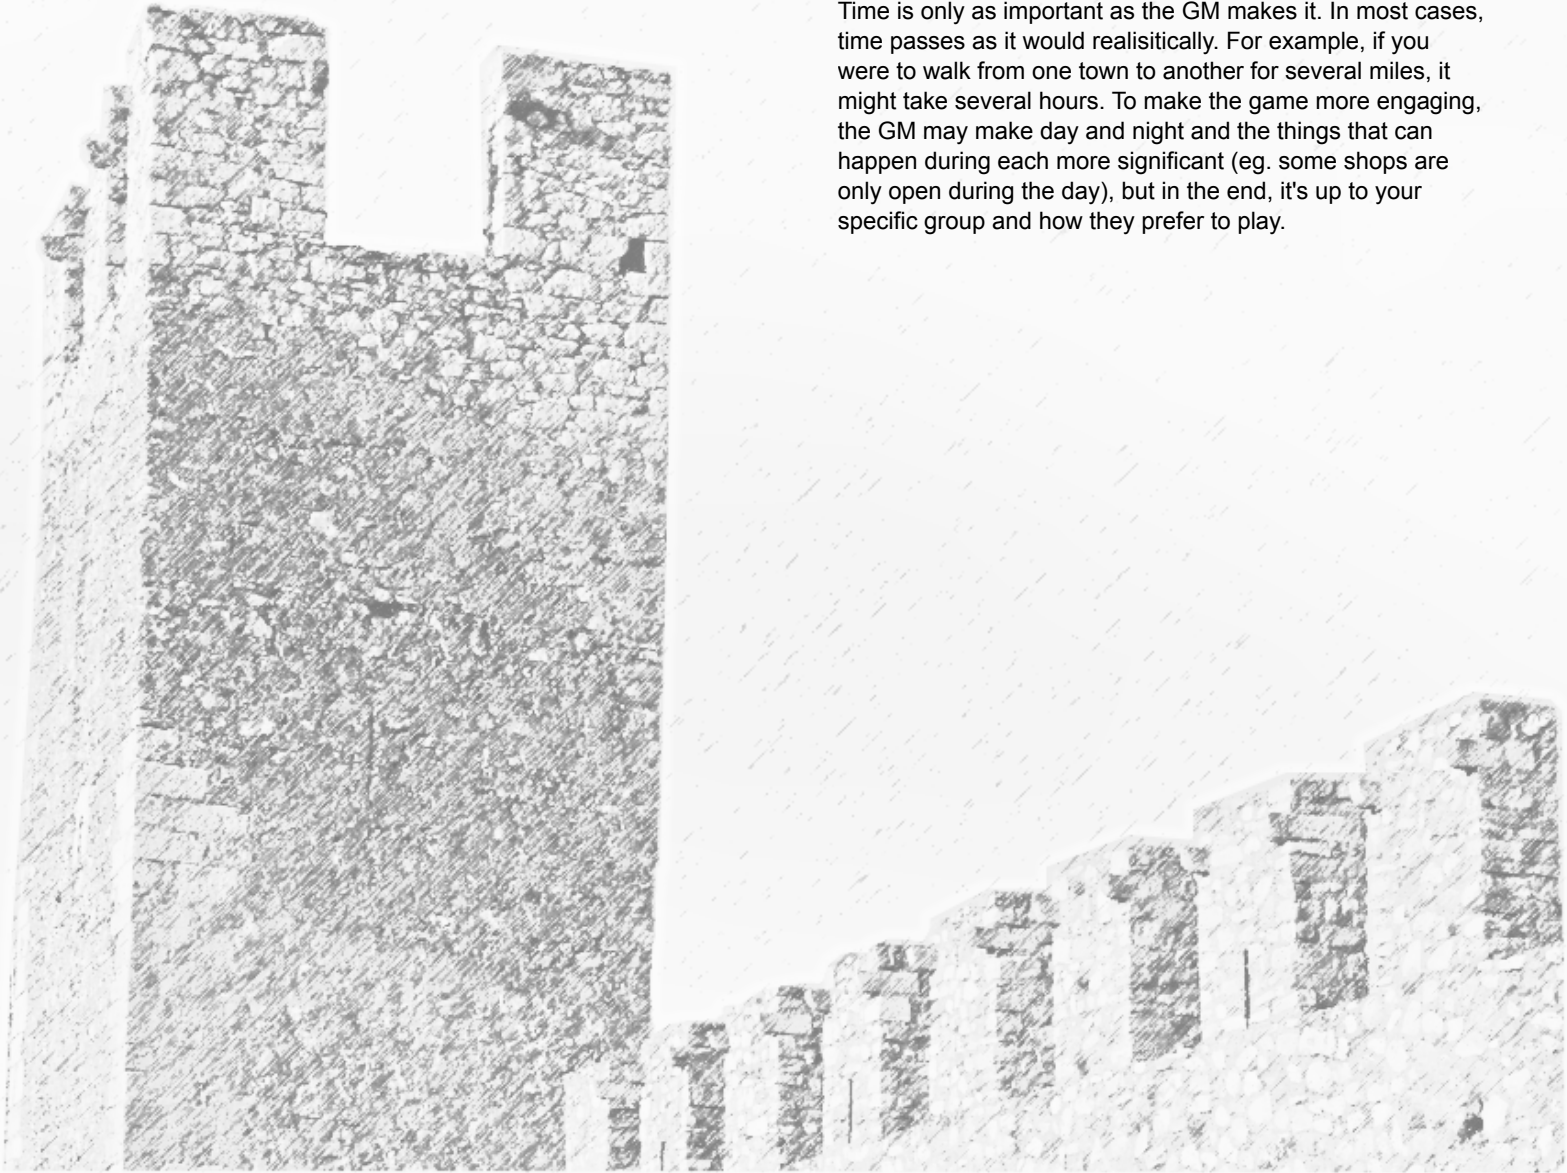 Time is only as important as the GM makes it. In most cases,
time passes as it would realisitically. For example, if you
were to walk from one town to another for several miles, it
might take several hours. To make the game more engaging,
the GM may make day and night and the things that can
happen during each more significant (eg. some shops are
only open during the day), but in the end, it's up to your
specific group and how they prefer to play.